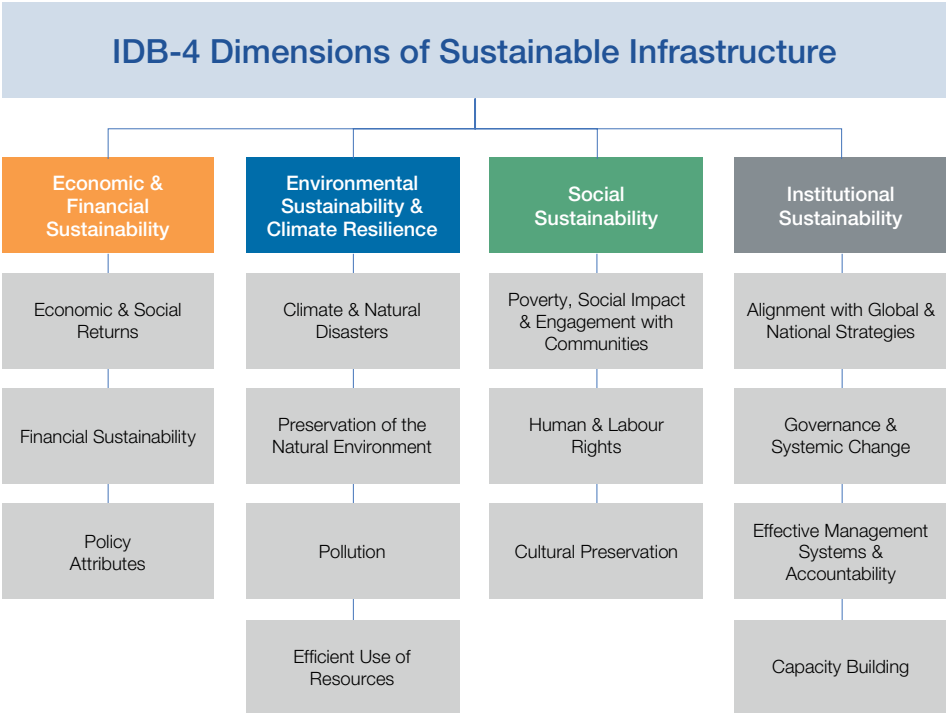 IDB-4 Dimensions of Sustainable Infrastructure
Economic &
Financial
Sustainability
Economic & Social
Returns
Financial Sustainability
Policy
Attributes
Environmental
Sustainability &
Climate Resilience
Climate & Natural
Disasters
Preservation of the
Natural Environment
Pollution
Efficient Use of
Resources
Social
Sustainability
Poverty, Social Impact
& Engagement with
Communities
Human & Labour
Rights
Cultural Preservation
Institutional
Sustainability
Alignment with Global &
National Strategies
Governance &
Systemic Change
Effective Management
Systems &
Accountability
Capacity Building